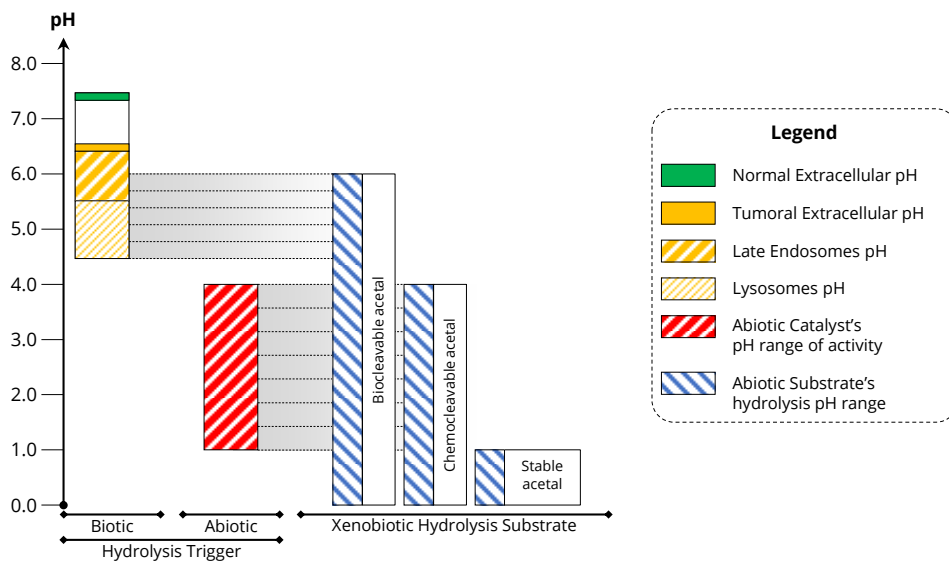 pH
8.0
7.0
6.0
5.0
4.0
3.0
2.0
1.0
0.0
Biocleavable acetal
Chemocleavable acetal
Stable
acetal
Biotic
Abiotic
Xenobiotic Hydrolysis Substrate
Hydrolysis Trigger
Legend
Normal Extracellular pH
Tumoral Extracellular pH
Late Endosomes pH
Lysosomes pH
Abiotic Catalyst's
pH range of activity
Abiotic Substrate's
hydrolysis pH range